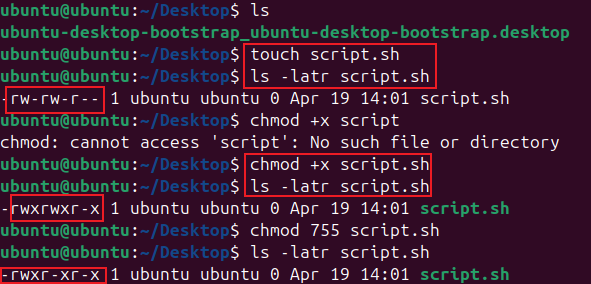 ubuntu@ubuntu:~/Desktop$ ls
ubuntu-desktop-bootstrap_ubuntu-desktop-bootstrap.desktop
ubuntu@ubuntu:~/Desktop$ touch script.sh
ubuntu@ubuntu:~/Desktop$ ls -latr script.sh
-rw-rw-r-- 1 ubuntu ubuntu 0 Apr 19 14:01 script.sh
ubuntu@ubuntu:~/Desktop$ chmod +x script
chmod: cannot access 'script': No such file or directory
ubuntu@ubuntu:~/Desktop$ chmod +x script.sh
ubuntu@ubuntu:~/Desktop$ ls -latr script.sh
-rwxrwxr-x 1 ubuntu ubuntu 0 Apr 19 14:01 script.sh
ubuntu@ubuntu:~/Desktop$ chmod 755 script.sh
ubuntu@ubuntu:~/Desktop$ ls -latr script.sh
-rwxr-xr-x 1 ubuntu ubuntu 0 Apr 19 14:01 script.sh